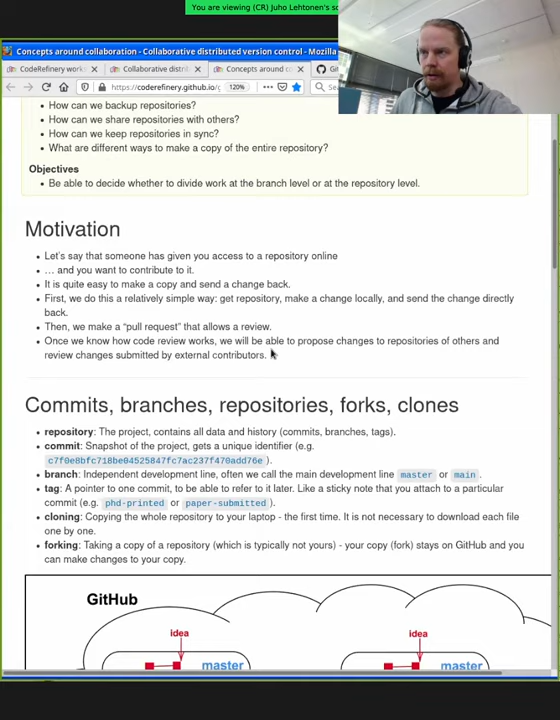 You are viewing (CR) Juho Lehtonen's
Concepts around collaboration - Collaborative distributed version control - Mozilla
CodeRefinery work
Collaborative distri
Concepts around c
https://coderefinery.github.io/
120%
How can we backup repositories?
How can we share repositories with others?
How can we keep repositories in sync?
What are different ways to make a copy of the entire repository?
Objectives
Be able to decide whether to divide work at the branch level or at the repository level.
Motivation
Let's say that someone has given you access to a repository online
… and you want to contribute to it.
It is quite easy to make a copy and send a change back.
First, we do this a relatively simple way: get repository, make a change locally, and send the change directly
back.
Then, we make a “pull request” that allows a review.
Once we know how code review works, we will be able to propose changes to repositories of others and
review changes submitted by external contributors.
Commits, branches, repositories, forks, clones
repository: The project, contains all data and history (commits, branches, tags).
commit: Snapshot of the project, gets a unique identifier (e.g.
c7f0e8bfc718be04525847fc7ac237f470add76e ).
branch: Independent development line, often we call the main development line master or main.
tag: A pointer to one commit, to be able to refer to it later. Like a sticky note that you attach to a particular
commit (e.g. phd-printed or paper-submitted ).
cloning: Copying the whole repository to your laptop - the first time. It is not necessary to download each file
one by one.
forking: Taking a copy of a repository (which is typically not yours) - your copy (fork) stays on GitHub and you
can make changes to your copy.
GitHub
idea
idea
master
master